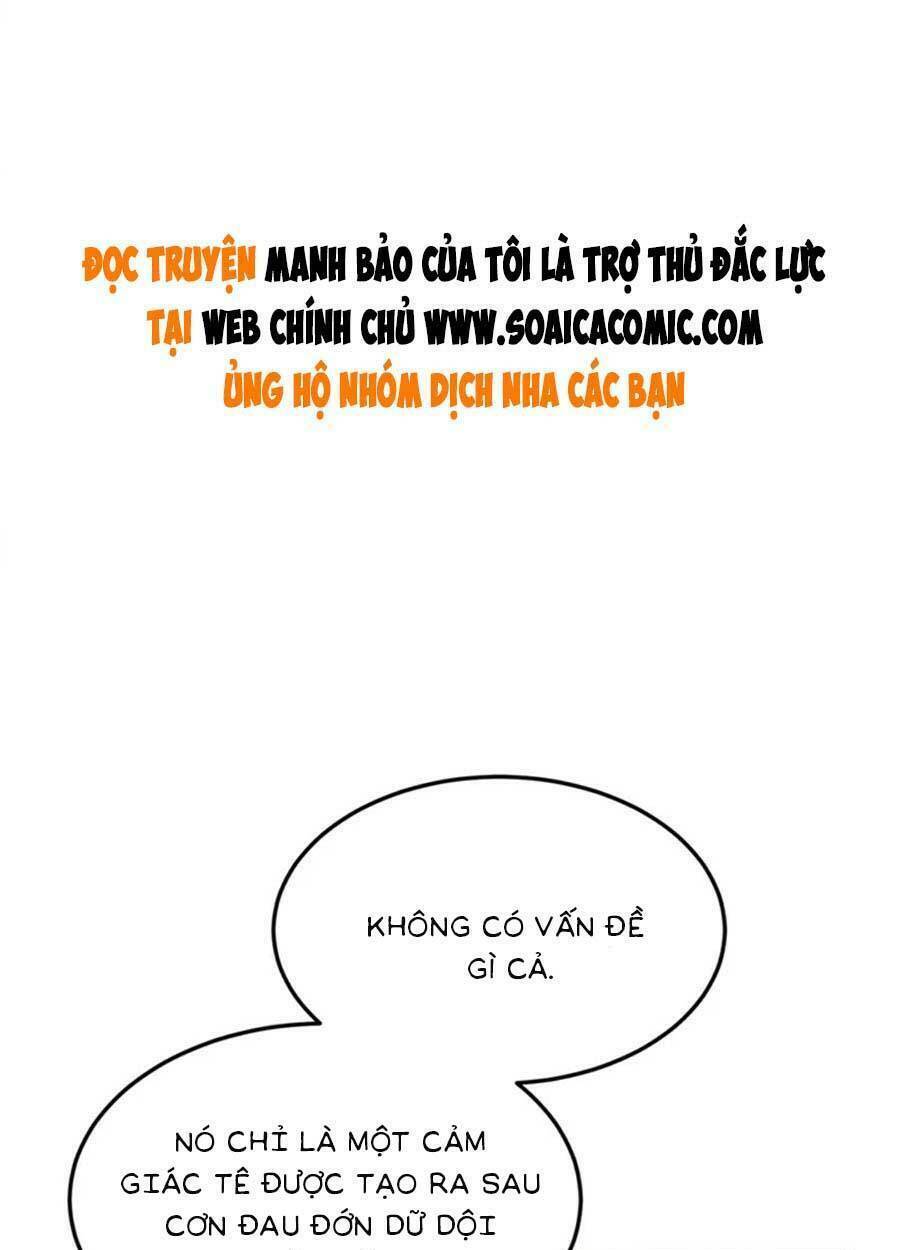 ĐỌC TRUYỆN MANH BẢO CỦA TÔI LÀ TRỢ THỦ ĐẮC LỰC
TẠI WEB CHÍNH CHỦ WWW.SOAICACOMIC.COM
ỦNG HỘ NHÓM DỊCH NHA CÁC BẠN
KHÔNG CÓ VẤN ĐỀ
GÌ CẢ.
NÓ CHỈ LÀ MỘT CẢM
GIÁC TÊ ĐƯỢC TẠO RA SAU
CƠN ĐAU ĐỚN DỮ DỘI